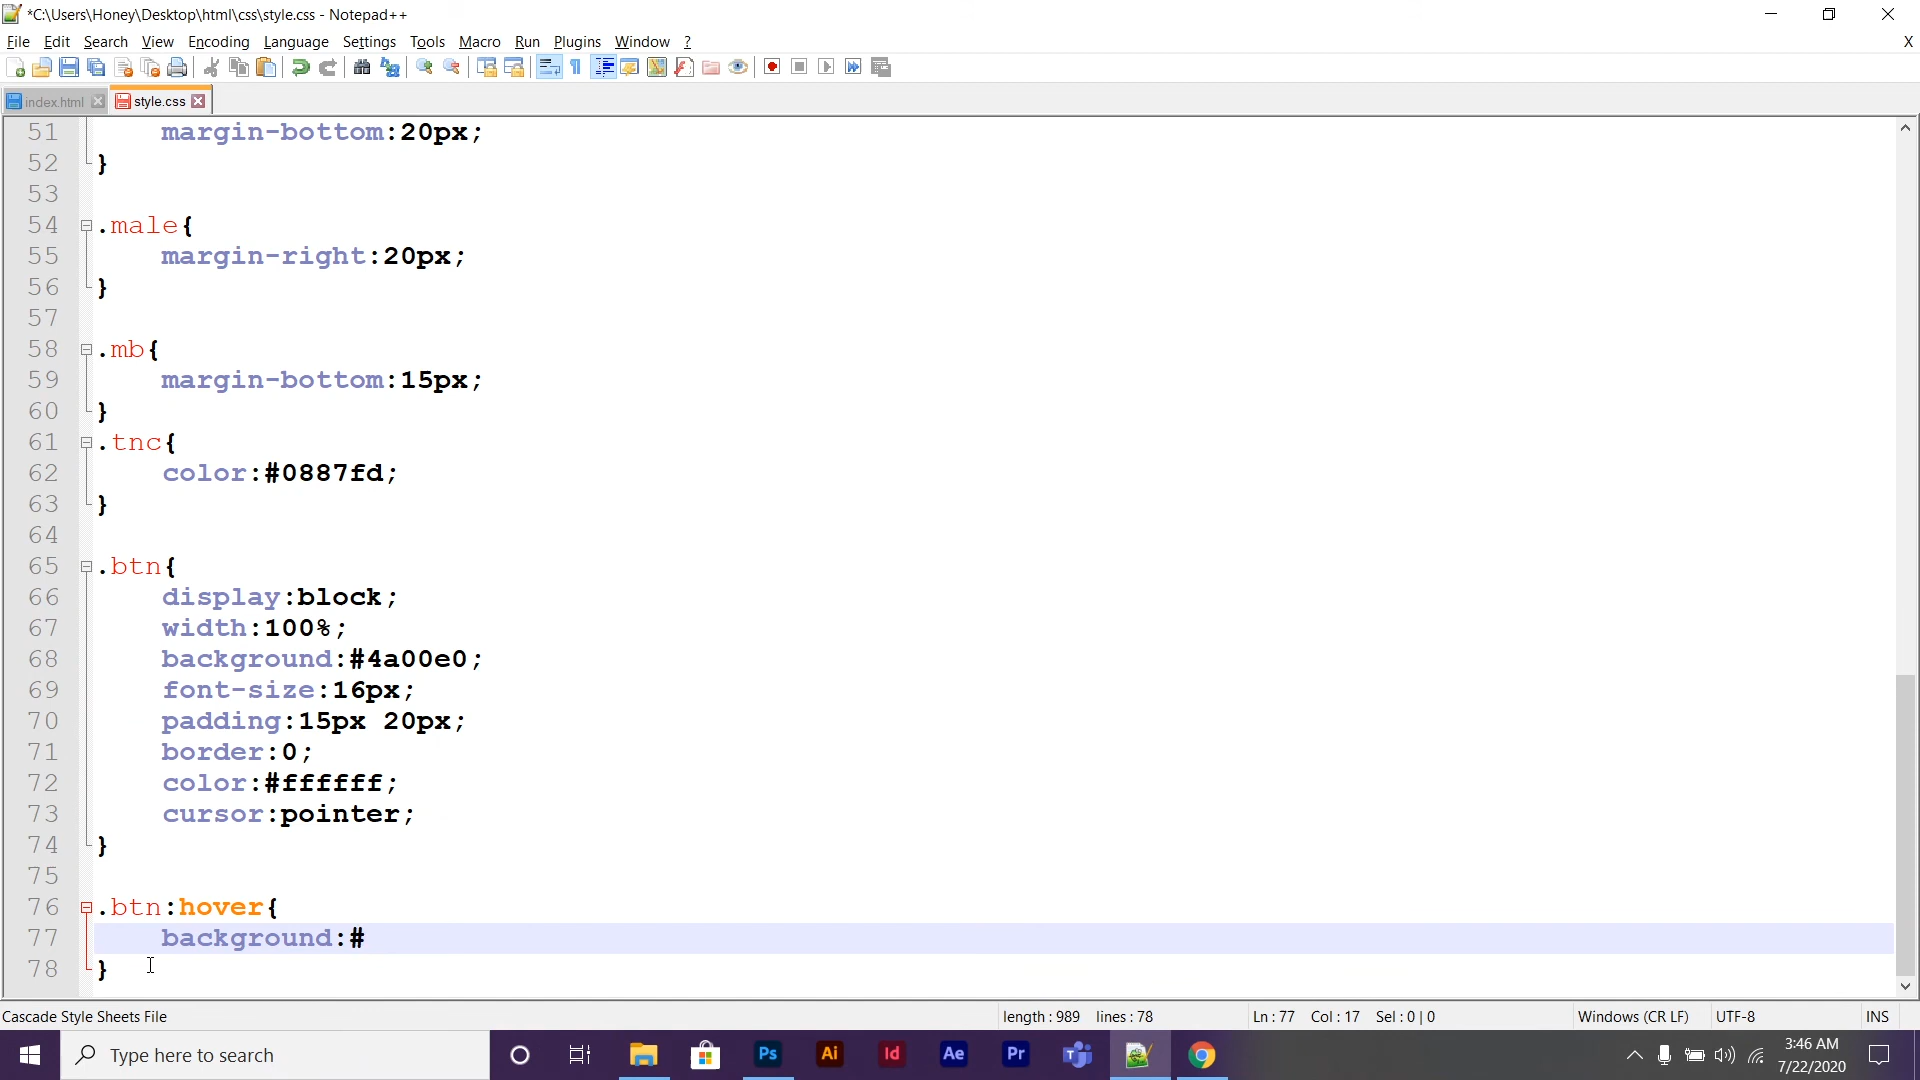 *C:\Users\Honey\Desktop\html\css\style.css - Notepad++
File Edit Search View Encoding Language Settings Tools Macro Run Plugins Window ? X
index.html style.css
51 margin-bottom:20px;
52 }
53
54 .male{
55 margin-right:20px;
56 }
57
58 .mb{
59 margin-bottom:15px;
60 }
61 .tnc{
62 color:#0887fd;
63 }
64
65 .btn{
66 display:block;
67 width:100%;
68 background:#4a00e0;
69 font-size:16px;
70 padding:15px 20px;
71 border:0;
72 color:#ffffff;
73 cursor:pointer;
74 }
75
76 .btn:hover{
77 background:#
78 }
Cascade Style Sheets File length : 989 lines : 78 Ln : 77 Col : 17 Sel : 0 | 0 Windows (CR LF) UTF-8 INS
Type here to search Ps Ai Id Ae Pr 3:46 AM
7/22/2020